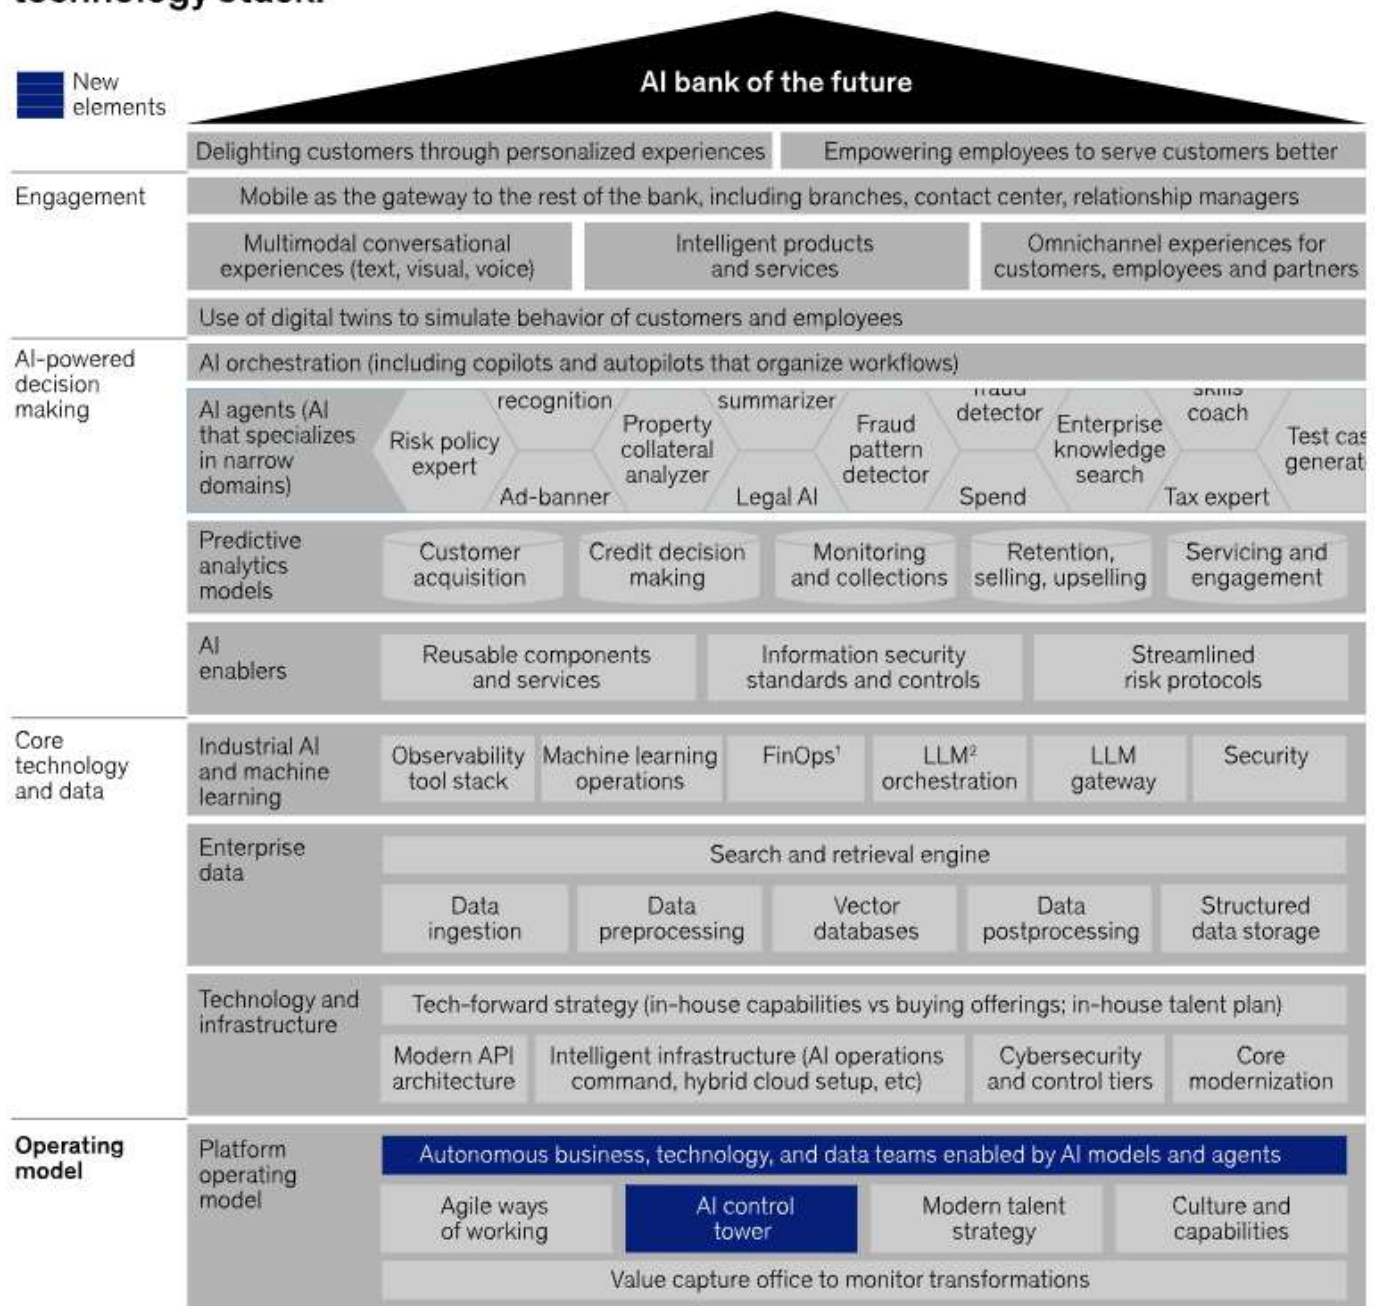 technology stack.
New
elements
AI bank of the future
Delighting customers through personalized experiences
Empowering employees to serve customers better
Engagement
Mobile as the gateway to the rest of the bank, including branches, contact center, relationship managers
Multimodal conversational
experiences (text, visual, voice)
Intelligent products
and services
Omnichannel experiences for
customers, employees and partners
Use of digital twins to simulate behavior of customers and employees
AI-powered
decision
making
AI orchestration (including copilots and autopilots that organize workflows)
AI agents (AI
that specializes
in narrow
domains)
Risk policy
expert
recognition
Ad-banner
Property
collateral
analyzer
summarizer
Legal AI
Fraud
pattern
detector
fraud
detector
Spend
Enterprise
knowledge
search
skills
coach
Tax expert
Test cas
generat
Predictive
analytics
models
Customer
acquisition
Credit decision
making
Monitoring
and collections
Retention,
selling, upselling
Servicing and
engagement
AI
enablers
Reusable components
and services
Information security
standards and controls
Streamlined
risk protocols
Core
technology
and data
Industrial AI
and machine
learning
Observability
tool stack
Machine learning
operations
FinOps¹
LLM²
orchestration
LLM
gateway
Security
Enterprise
data
Search and retrieval engine
Data
ingestion
Data
preprocessing
Vector
databases
Data
postprocessing
Structured
data storage
Technology and
infrastructure
Tech-forward strategy (in-house capabilities vs buying offerings; in-house talent plan)
Modern API
architecture
Intelligent infrastructure (AI operations
command, hybrid cloud setup, etc)
Cybersecurity
and control tiers
Core
modernization
Operating
model
Platform
operating
model
Autonomous business, technology, and data teams enabled by AI models and agents
Agile ways
of working
AI control
tower
Modern talent
strategy
Culture and
capabilities
Value capture office to monitor transformations